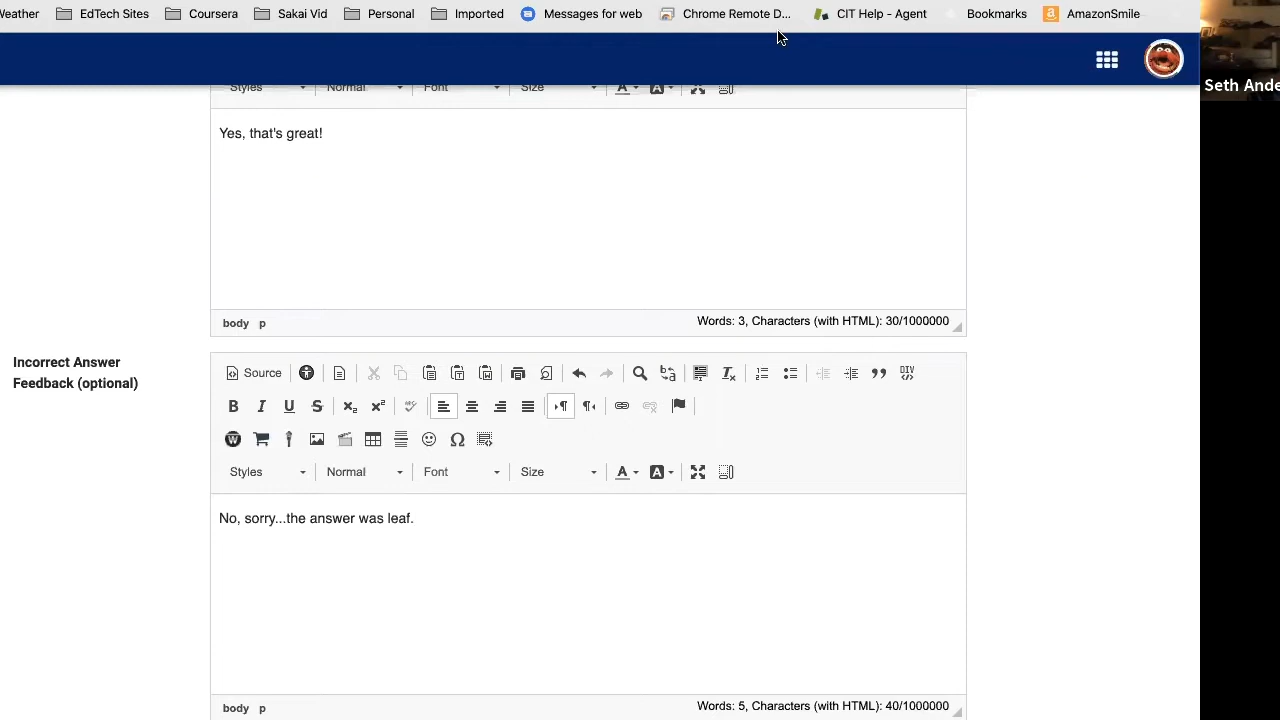 Weather EdTech Sites Coursera Sakai Vid Personal Imported Messages for web Chrome Remote D... CIT Help - Agent Bookmarks AmazonSmile
Seth Ande
Styles Normal Font Size
Yes, that's great!
body p Words: 3, Characters (with HTML): 30/1000000
Incorrect Answer
Feedback (optional)
Source
Styles Normal Font Size
No, sorry...the answer was leaf.
body p Words: 5, Characters (with HTML): 40/1000000